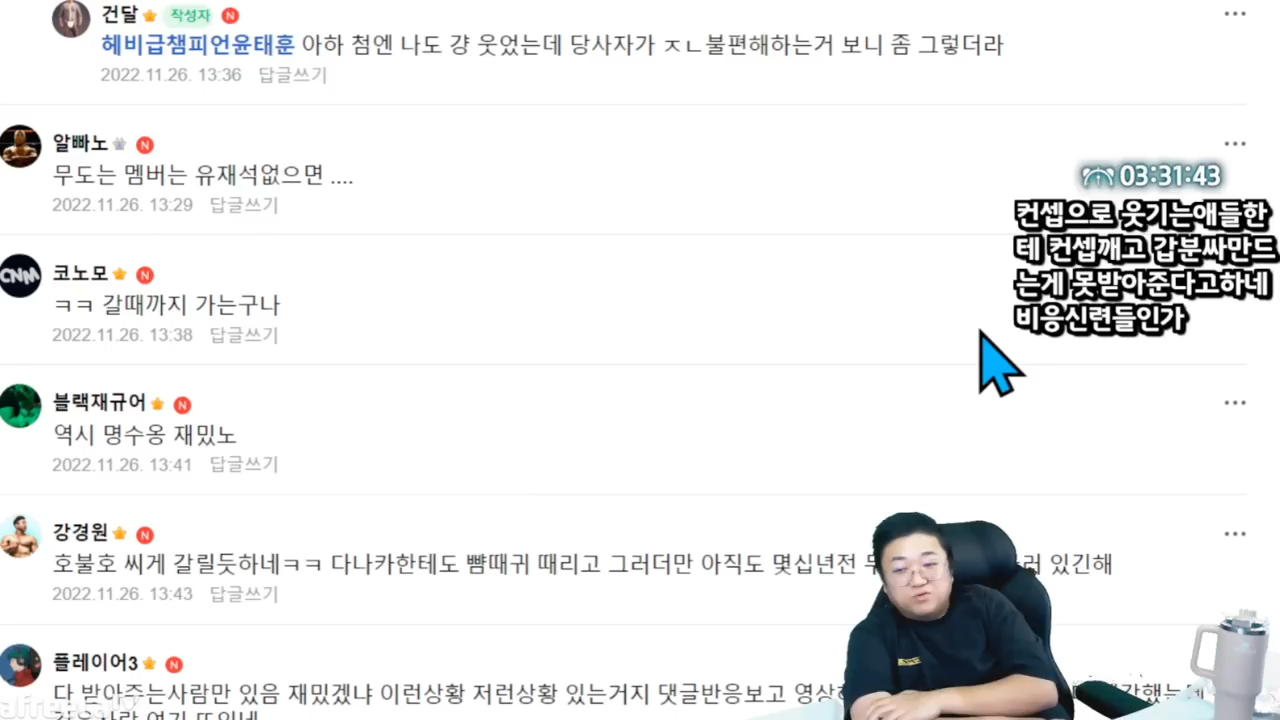 건달 작성자 N
헤비급챔피언윤태훈 아하 첨엔 나도 걍 웃었는데 당사자가 ㅈㄴ불편해하는거 보니 좀 그렇더라
2022.11.26. 13:36 답글쓰기
알빠노 N
무도는 멤버는 유재석없으면 ....
2022.11.26. 13:29 답글쓰기
03:31:43
컨셉으로 웃기는애들한
테 컨셉깨고 갑분싸만드
는게 못받아준다고하네
비응신련들인가
CNM
코노모 N
ㅋㅋ 갈때까지 가는구나
2022.11.26. 13:38 답글쓰기
블랙재규어 N
역시 명수옹 재밌노
2022.11.26. 13:41 답글쓰기
강경원 N
호불호 씨게 갈릴듯하네ㅋㅋ 다나카한테도 뺨때귀 때리고 그러더만 아직도 몇십년전 있긴해
2022.11.26. 13:43 답글쓰기
플레이어3 N
다 받아주는사람만 있음 재밌겠냐 이런상황 저런상황 있는거지 댓글반응보고
afreecaTV